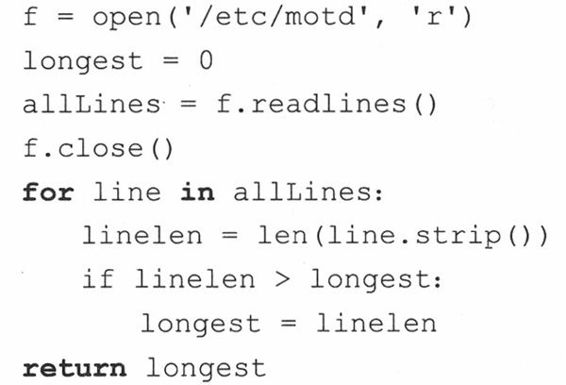 f = open('/etc/motd', 'r')
longest = 0
allLines = f.readlines()
f.close()
for line in allLines:
    linelen = len(line.strip())
    if linelen > longest:
        longest = linelen
return longest